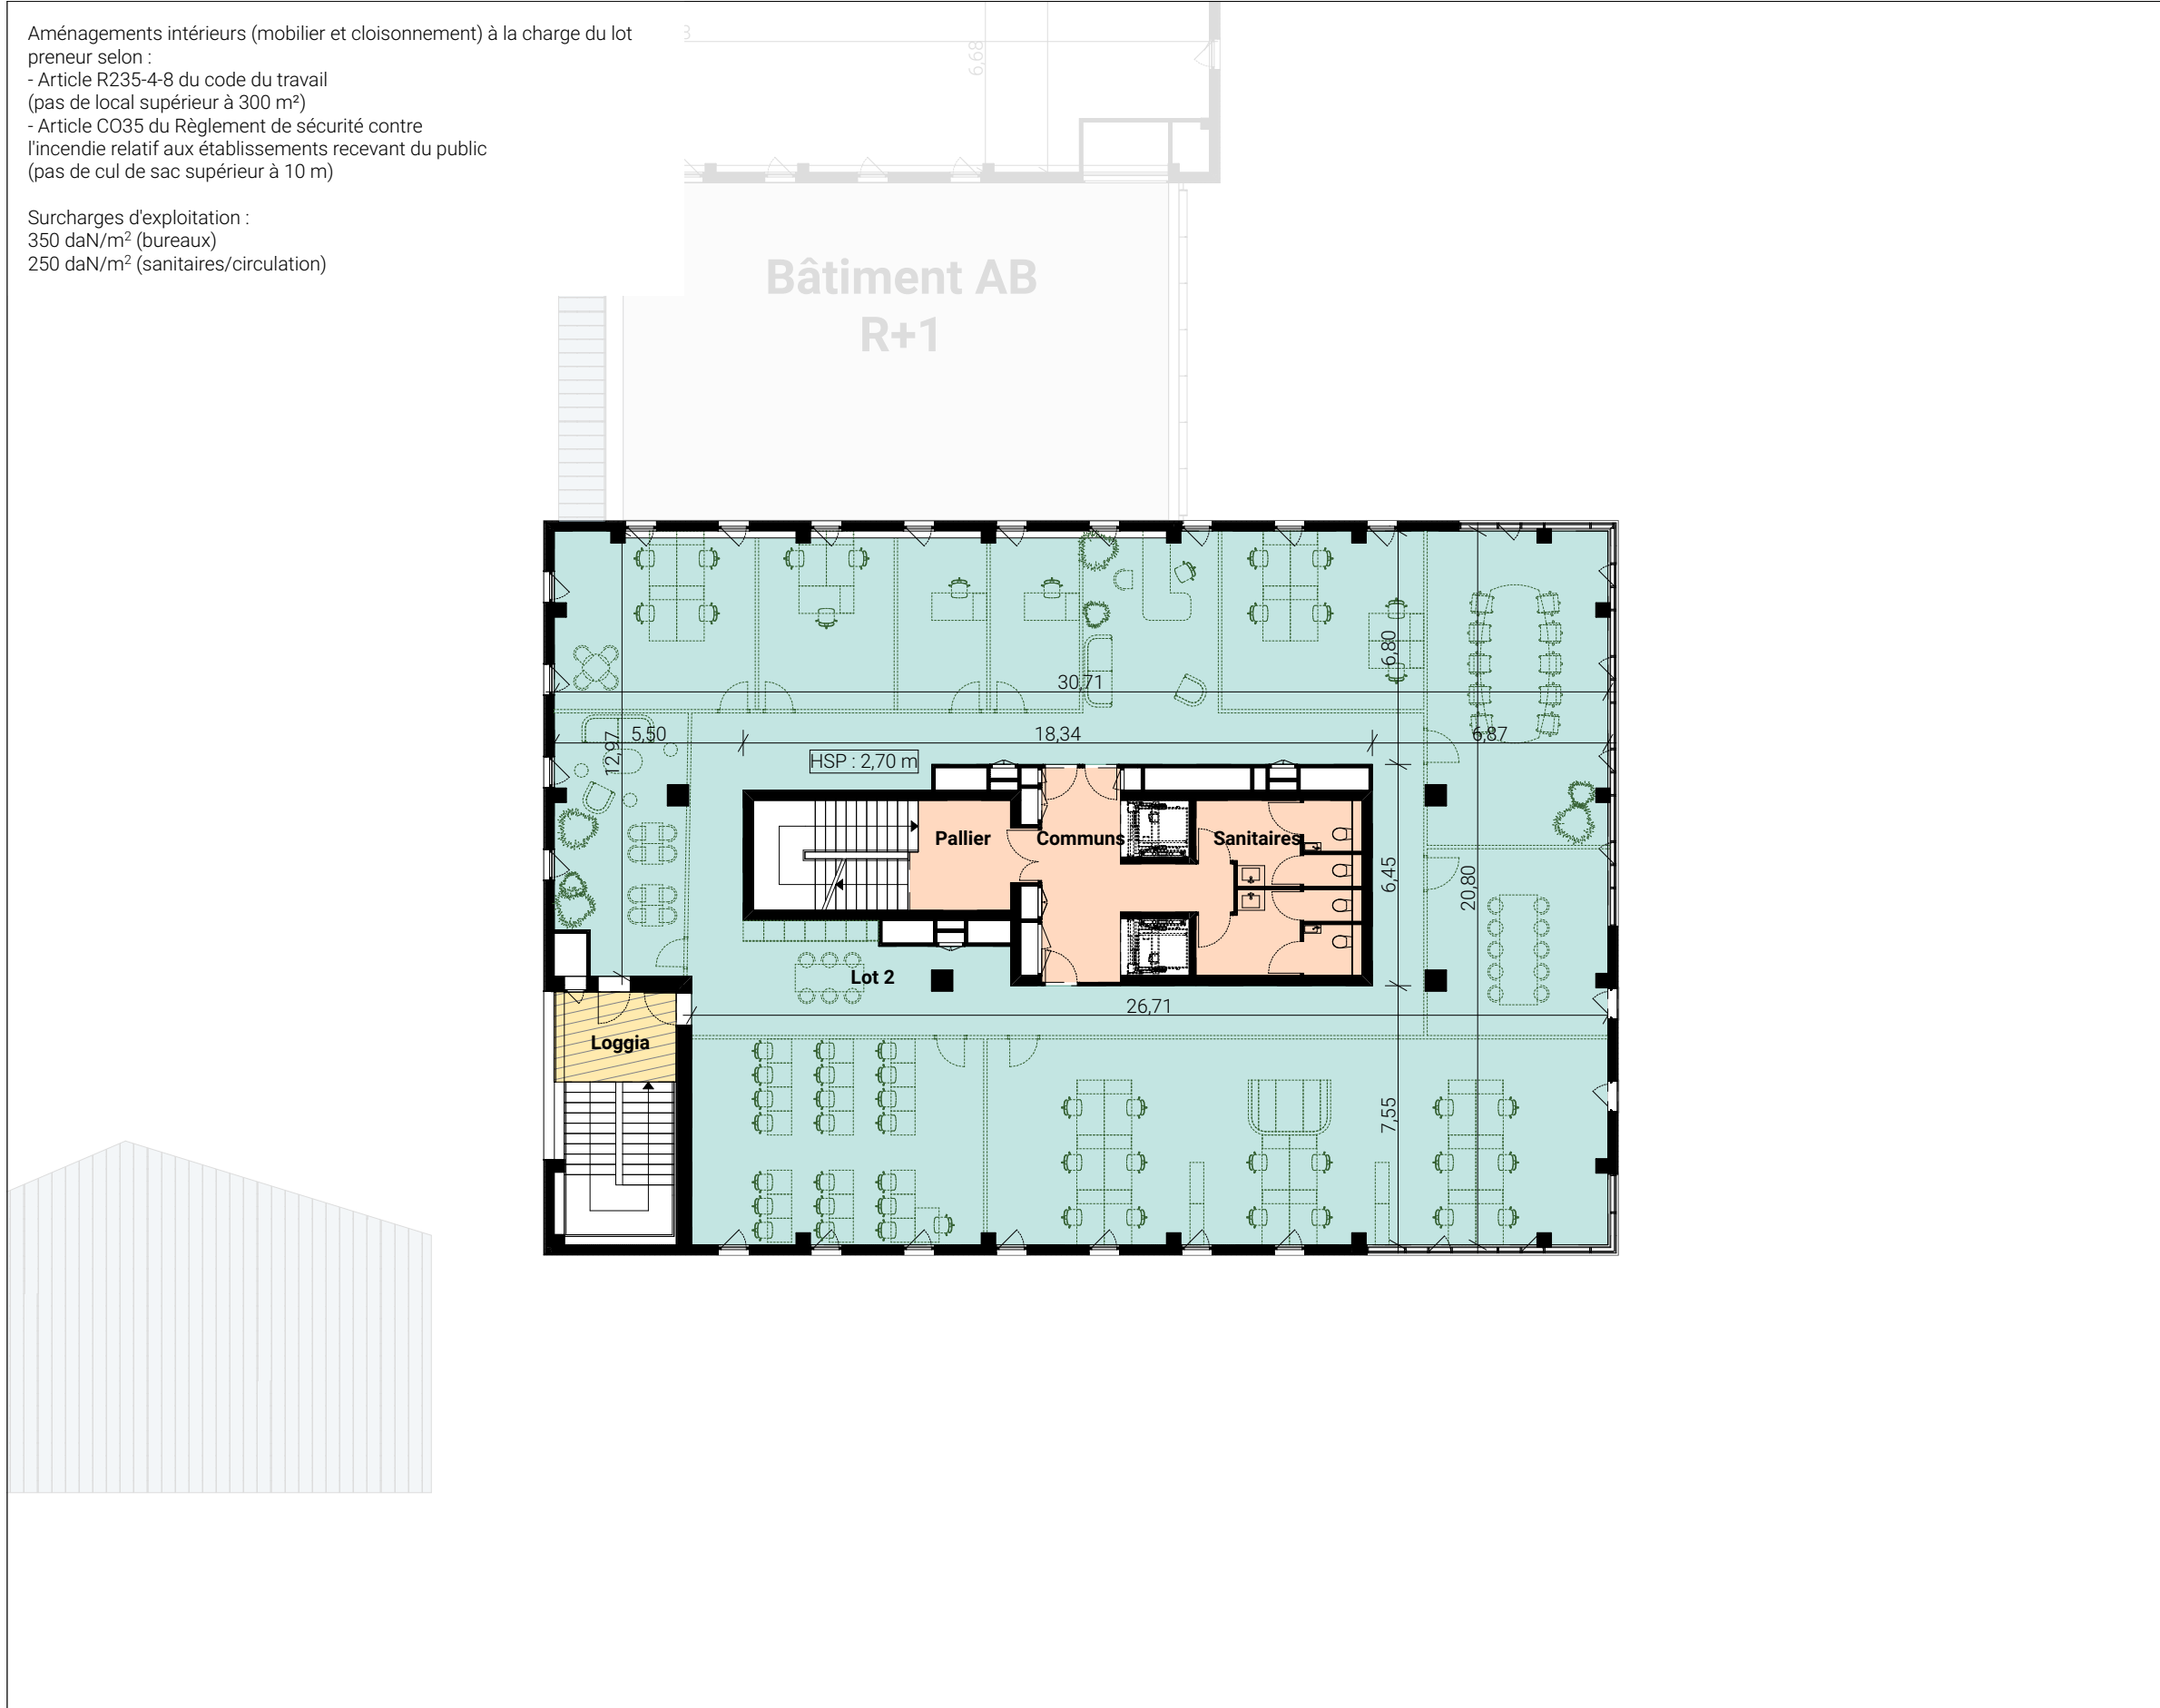 Aménagements intérieurs (mobilier et cloisonnement) à la charge du lot
preneur selon :
- Article R235-4-8 du code du travail
(pas de local supérieur à 300 m²)
- Article CO35 du Règlement de sécurité contre
l'incendie relatif aux établissements recevant du public
(pas de cul de sac supérieur à 10 m)
Surcharges d'exploitation :
350 daN/m² (bureaux)
250 daN/m² (sanitaires/circulation)
6,68
Bâtiment AB
R+1
6,80
30,71
5,50
12,97
18,34
6,87
HSP : 2,70 m
Pallier
Communs
Sanitaires
6,45
20,80
Lot 2
26,71
Loggia
7,55